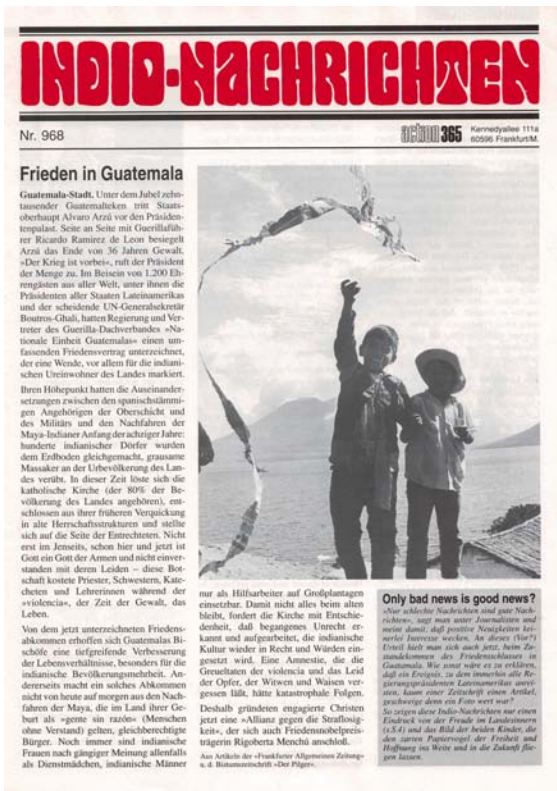 INDIO-NACHRICHTEN
Nr. 968
action 365
Kennedyallee 111a
60596 Frankfurt/M.
Frieden in Guatemala
Guatemala-Stadt. Unter dem Jubel zehn-
tausender Guatemalteken tritt Staats-
oberhaupt Alvaro Arzú vor den Präsiden-
tenpalast. Seite an Seite mit Guerillafüh-
rer Ricardo Ramirez de Leon besiegelt
Arzú das Ende von 36 Jahren Gewalt.
»Der Krieg ist vorbei«, ruft der Präsident
der Menge zu. Im Beisein von 1.200 Eh-
rengästen aus aller Welt, unter ihnen die
Präsidenten aller Staaten Lateinamerikas
und der scheidende UN-Generalsekretär
Boutros-Ghali, hatten Regierung und Ver-
treter des Guerilla-Dachverbandes »Na-
tionale Einheit Guatemalas« einen um-
fassenden Friedensvertrag unterzeichnet,
der eine Wende, vor allem für die indiani-
schen Ureinwohner des Landes markiert.
Ihren Höhepunkt hatten die Auseinander-
setzungen zwischen den spanischstämmi-
gen Angehörigen der Oberschicht und
des Militärs und den Nachfahren der
Maya-Indianer Anfang der achziger Jahre:
hunderte indianischer Dörfer wurden
dem Erdboden gleichgemacht, grausame
Massaker an der Urbevölkerung des Lan-
des verübt. In dieser Zeit löste sich die
katholische Kirche (der 80% der Be-
völkerung des Landes angehören), ent-
schlossen aus ihrer früheren Verquickung
in alte Herrschaftsstrukturen und stellte
sich auf die Seite der Entrechteten. Nicht
erst im Jenseits, schon hier und jetzt ist
Gott ein Gott der Armen und nicht einver-
standen mit deren Leiden – diese Bot-
schaft kostete Priester, Schwestern, Kate-
cheten und Lehrerinnen während der
»violencia«, der Zeit der Gewalt, das
Leben.
Von dem jetzt unterzeichneten Friedens-
abkommen erhoffen sich Guatemalas Bi-
schöfe eine tiefgreifende Verbesserung
der Lebensverhältnisse, besonders für die
indianische Bevölkerungsmehrheit. An-
dererseits macht ein solches Abkommen
nicht von heute auf morgen aus den Nach-
fahren der Maya, die im Land ihrer Ge-
burt als »gente sin razón« (Menschen
ohne Verstand) gelten, gleichberechtigte
Bürger. Noch immer sind indianische
Frauen nach gängiger Meinung allenfalls
als Dienstmädchen, indianische Männer
nur als Hilfsarbeiter auf Großplantagen
einsetzbar. Damit nicht alles beim alten
bleibt, fordert die Kirche mit Entschie-
denheit, daß begangenes Unrecht er-
kannt und aufgearbeitet, die indianische
Kultur wieder in Recht und Würden ein-
gesetzt wird. Eine Amnestie, die die
Greueltaten der violencia und das Leid
der Opfer, der Witwen und Waisen ver-
gessen läßt, hätte katastrophale Folgen.
Deshalb gründeten engagierte Christen
jetzt eine »Allianz gegen die Straflosig-
keit«, der sich auch Friedensnobelpreis-
trägerin Rigoberta Menchú anschloß.
Aus Artikeln der »Frankfurter Allgemeinen Zeitung«
u. d. Bistumszeitschrift »Der Pilger«.
Only bad news is good news?
»Nur schlechte Nachrichten sind gute Nach-
richten«, sagt man unter Journalisten und
meint damit, daß positive Neuigkeiten kei-
nerlei Interesse wecken. An dieses (Vor?)
Urteil hielt man sich auch jetzt, beim Zu-
standekommen des Friedensschlusses in
Guatamala. Wie sonst wäre es zu erklären,
daß ein Ereignis, zu dem immerhin alle Re-
gierungspräsidenten Lateinamerikas anrei-
sten, kaum einer Zeitschrift einen Artikel,
geschweige denn ein Foto wert war?
So zeigen diese Indio-Nachrichten nur einen
Eindruck von der Freude im Landesinnern
(s.S.4) und das Bild der beiden Kinder, die
den zarten Papiervogel der Freiheit und
Hoffnung ins Weite und in die Zukunft flie-
gen lassen.